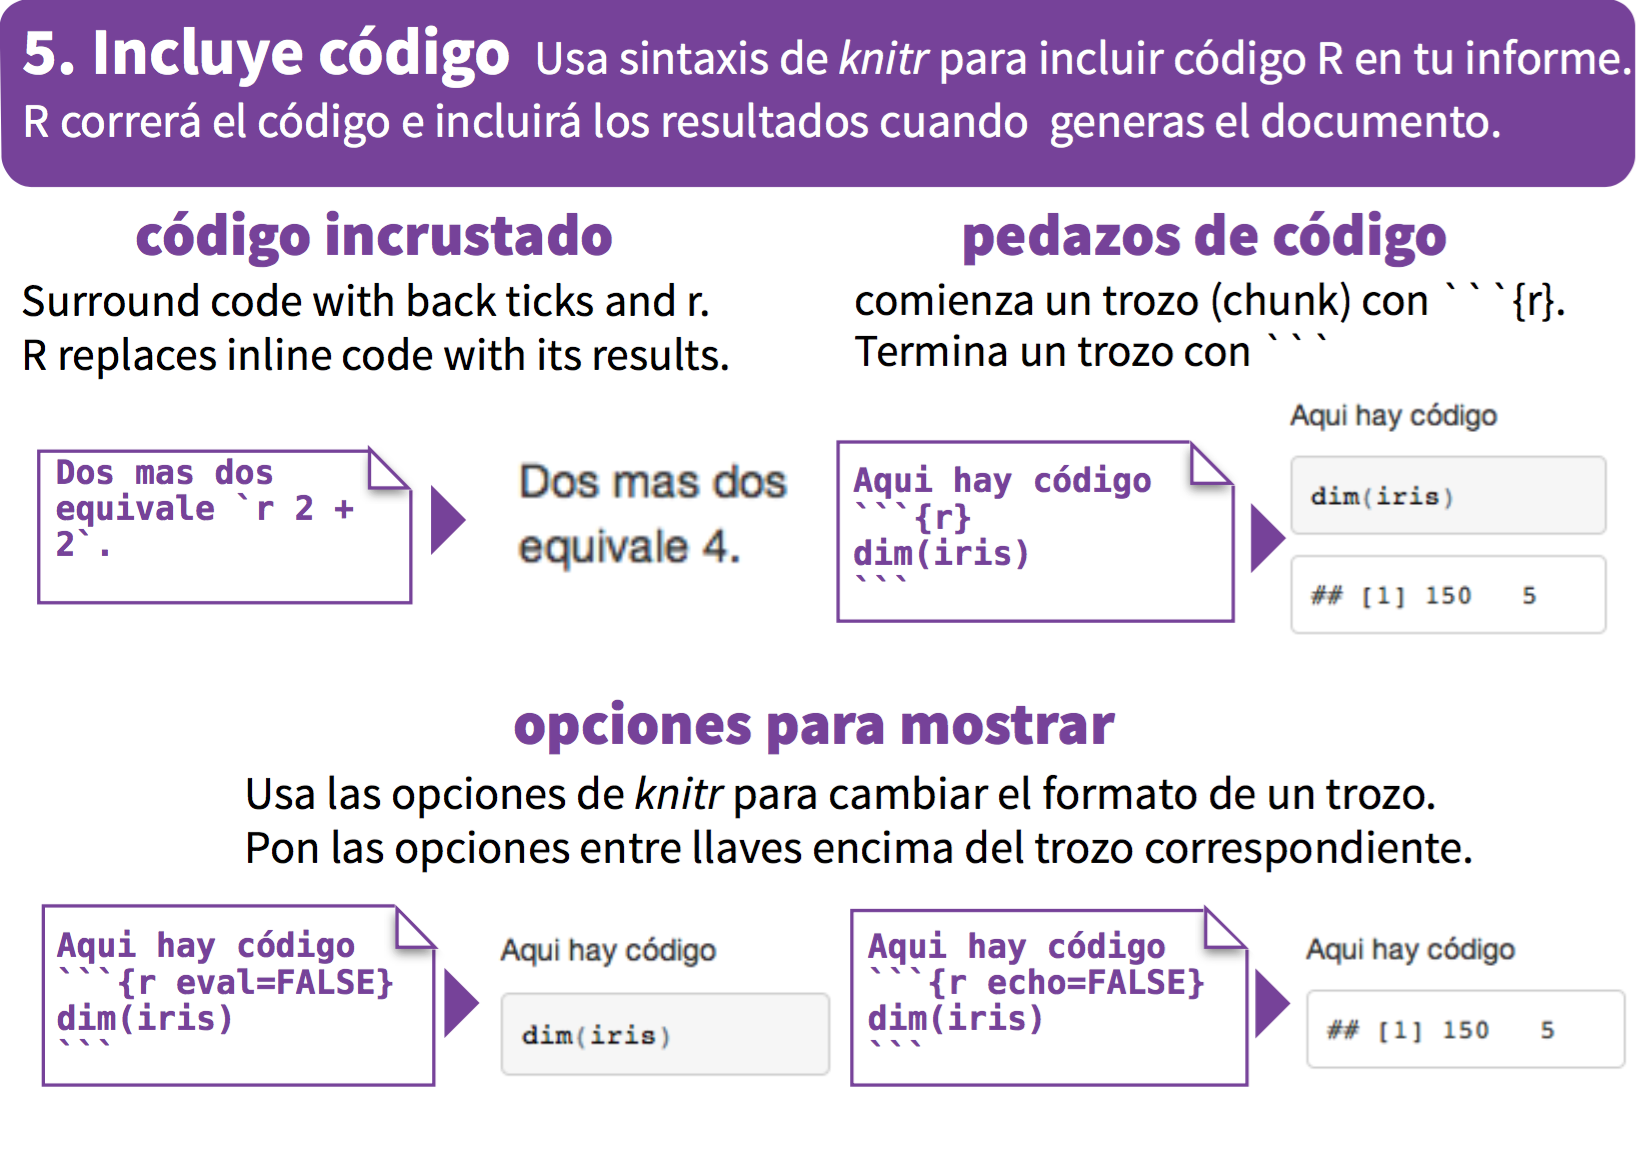 5. Incluye código Usa sintaxis de knitr para incluir código R en tu informe.
R correrá el código e incluirá los resultados cuando generas el documento.
código incrustado
Surround code with back ticks and r.
R replaces inline code with its results.
Dos mas dos
equivale `r 2 +
2`.
Dos mas dos
equivale 4.
pedazos de código
comienza un trozo (chunk) con ```{r}.
Termina un trozo con ```
Aqui hay código
```{r}
dim(iris)
```
Aqui hay código
dim(iris)
## [1] 150   5
opciones para mostrar
Usa las opciones de knitr para cambiar el formato de un trozo.
Pon las opciones entre llaves encima del trozo correspondiente.
Aqui hay código
```{r eval=FALSE}
dim(iris)
```
Aqui hay código
dim(iris)
Aqui hay código
```{r echo=FALSE}
dim(iris)
```
Aqui hay código
## [1] 150   5